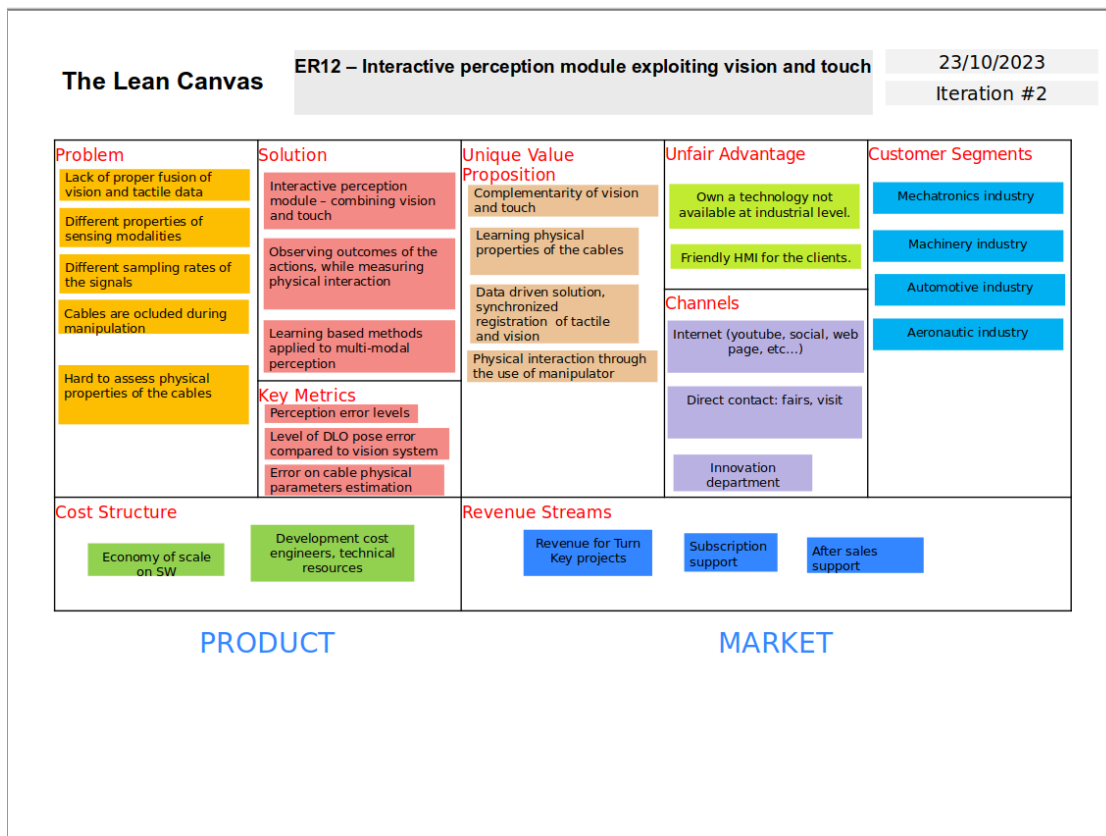 The Lean Canvas
ER12 – Interactive perception module exploiting vision and touch
23/10/2023
Iteration #2
Problem
Lack of proper fusion of
vision and tactile data
Different properties of
sensing modalities
Different sampling rates of
the signals
Cables are ocluded during
manipulation
Hard to assess physical
properties of the cables
Solution
Interactive perception
module – combining vision
and touch
Observing outcomes of the
actions, while measuring
physical interaction
Learning based methods
applied to multi-modal
perception
Key Metrics
Perception error levels
Level of DLO pose error
compared to vision system
Error on cable physical
parameters estimation
Unique Value
Proposition
Complementarity of vision
and touch
Learning physical
properties of the cables
Data driven solution,
synchronized
registration of tactile
and vision
Physical interaction through
the use of manipulator
Unfair Advantage
Own a technology not
available at industrial level.
Friendly HMI for the clients.
Channels
Internet (youtube, social, web
page, etc...)
Direct contact: fairs, visit
Innovation
department
Customer Segments
Mechatronics industry
Machinery industry
Automotive industry
Aeronautic industry
Cost Structure
Economy of scale
on SW
Development cost
engineers, technical
resources
Revenue Streams
Revenue for Turn
Key projects
Subscription
support
After sales
support
PRODUCT
MARKET